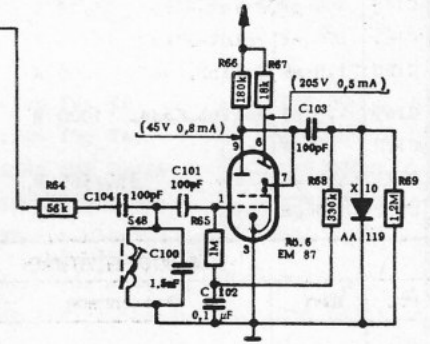 R66
R67
180k
18k
(205V 0,5mA)
(45V 0,8mA)
9
6
C103
100pF
7
R64
56k
C104
100pF
C101
100pF
1
R65
1M
R68
330k
X 10
AA 119
R69
1,2M
S48
C100
1,5nF
C 102
0,1 µF
3
Rö.6
EM 87